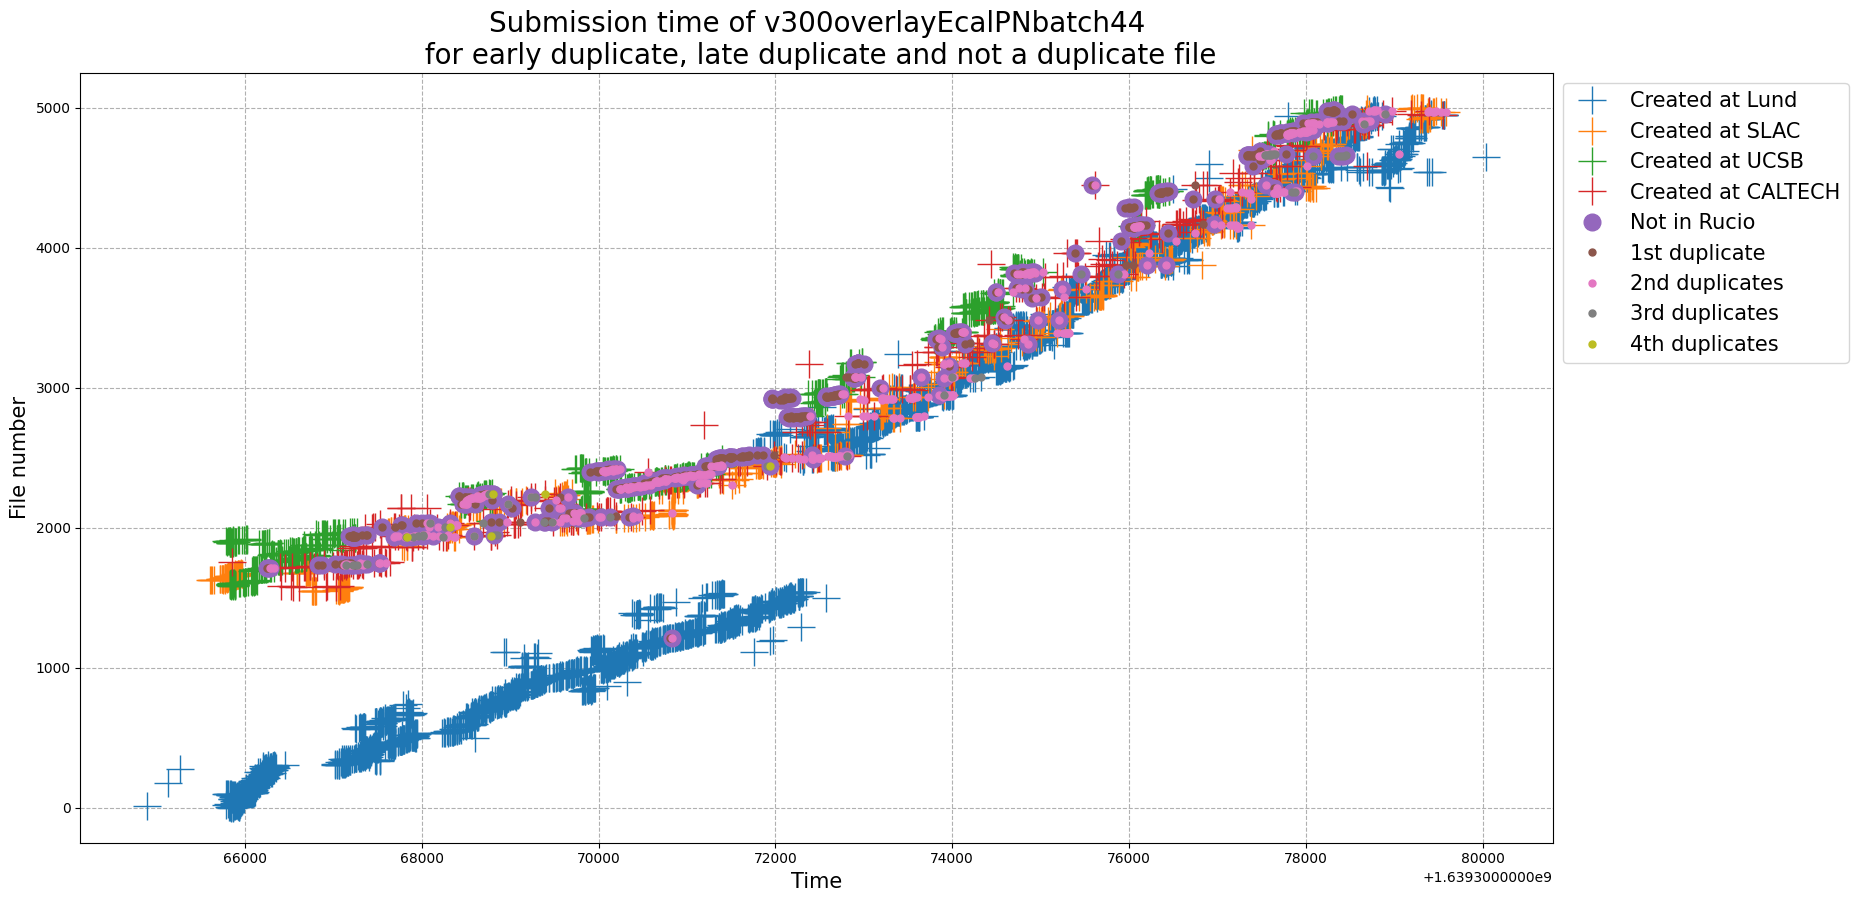 Submission time of v300overlayEcalPNbatch44
for early duplicate, late duplicate and not a duplicate file
File number
5000
4000
3000
2000
1000
0
66000 68000 70000 72000 74000 76000 78000 80000
+1.6393000000e9
Time
Created at Lund
Created at SLAC
Created at UCSB
Created at CALTECH
Not in Rucio
1st duplicate
2nd duplicates
3rd duplicates
4th duplicates